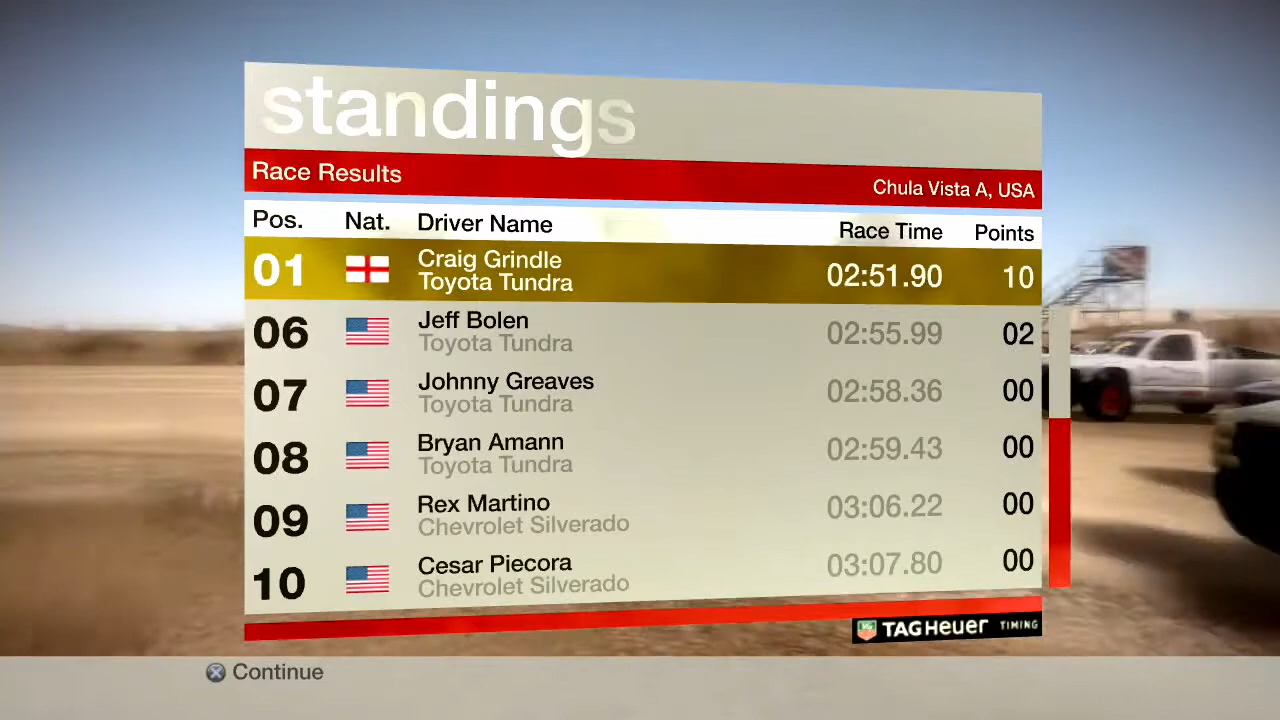 standings
Race Results Chula Vista A, USA
Pos. Nat. Driver Name Race Time Points
01 Craig Grindle 02:51.90 10
Toyota Tundra
06 Jeff Bolen 02:55.99 02
Toyota Tundra
07 Johnny Greaves 02:58.36 00
Toyota Tundra
08 Bryan Amann 02:59.43 00
Toyota Tundra
09 Rex Martino 03:06.22 00
Chevrolet Silverado
10 Cesar Piecora 03:07.80 00
Chevrolet Silverado
TAGHeuer TIMING
Continue